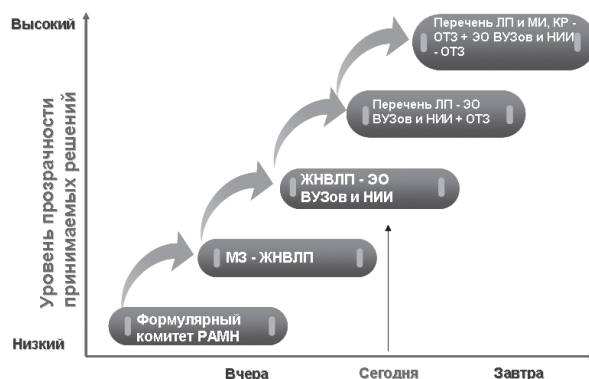 Высокий
Уровень прозрачности
принимаемых решений
Низкий
Перечень ЛП и МИ, КР -
ОТЗ + ЭО ВУЗов и НИИ
- ОТЗ
Перечень ЛП - ЭО
ВУЗов и НИИ + ОТЗ
ЖНВЛП - ЭО
ВУЗов и НИИ
МЗ - ЖНВЛП
Формулярный
комитет РАМН
Вчера
Сегодня
Завтра